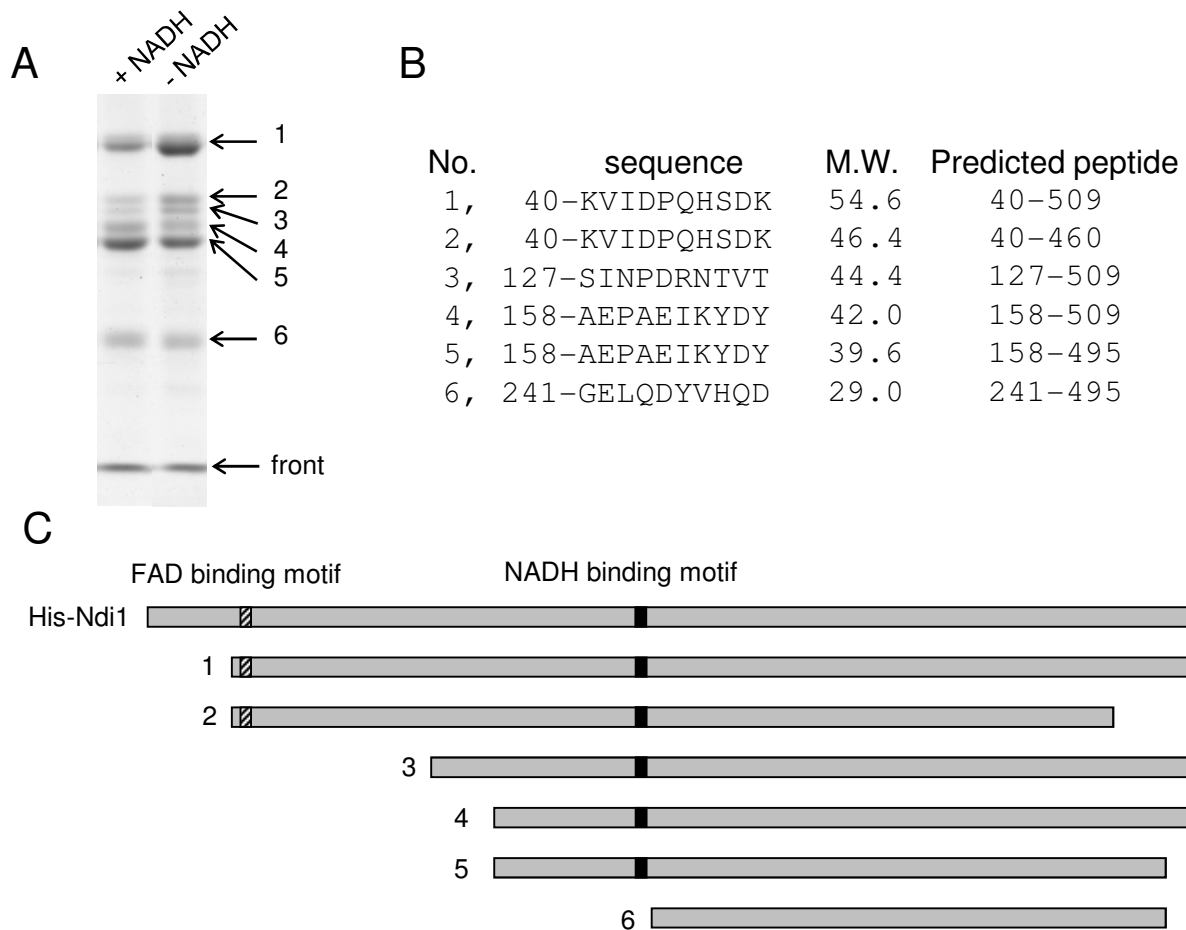 A
+ NADH
- NADH
1
2
3
4
5
6
front
B
No. sequence M.W. Predicted peptide
1, 40-KVIDPQHSDK 54.6 40-509
2, 40-KVIDPQHSDK 46.4 40-460
3, 127-SINPDRNTVT 44.4 127-509
4, 158-AEPAEIKYDY 42.0 158-509
5, 158-AEPAEIKYDY 39.6 158-495
6, 241-GELQDYVHQD 29.0 241-495
C
FAD binding motif NADH binding motif
His-Ndi1
1
2
3
4
5
6